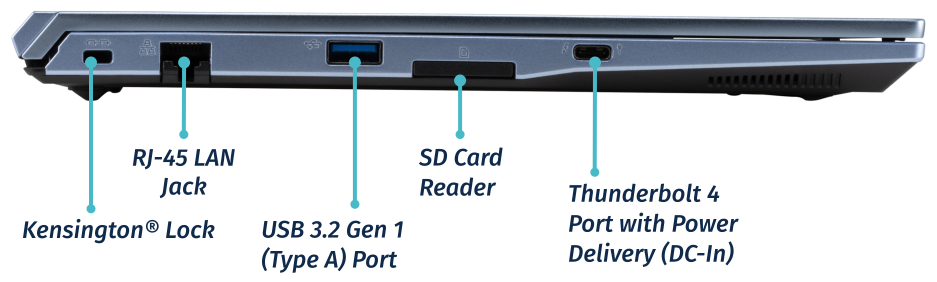 RJ-45 LAN
Jack
Kensington® Lock
USB 3.2 Gen 1
(Type A) Port
SD Card
Reader
Thunderbolt 4
Port with Power
Delivery (DC-In)